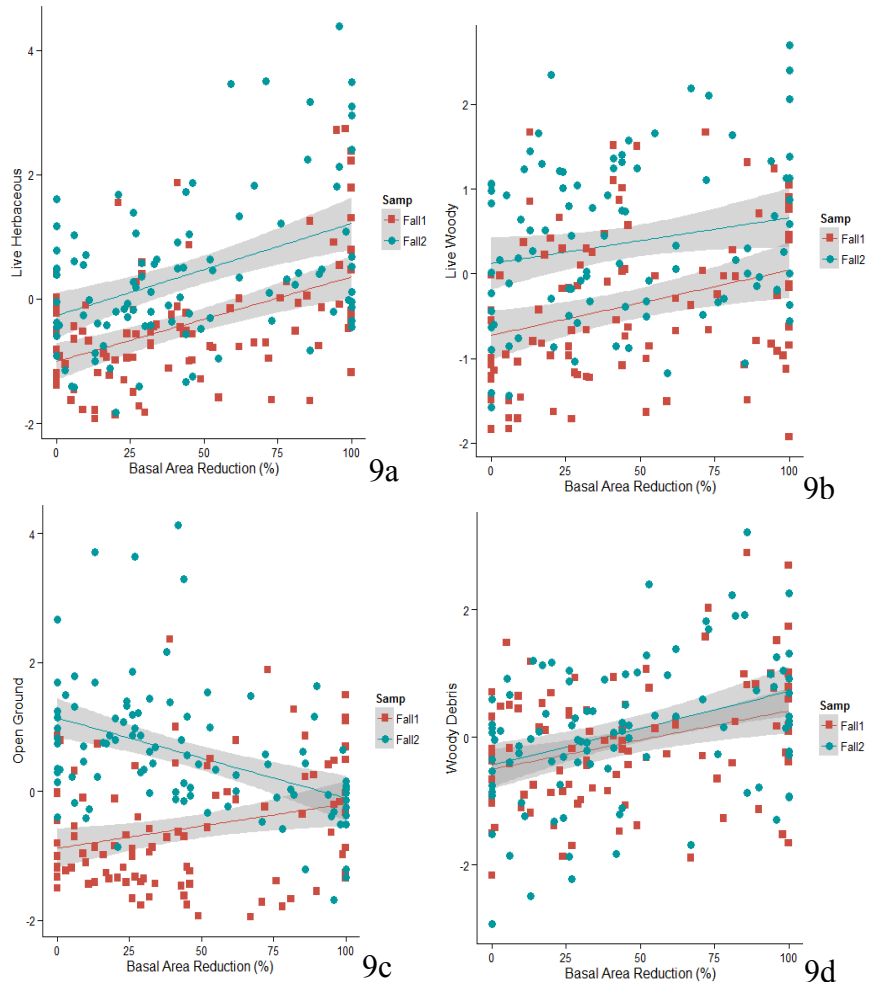 4
2
0
-2
Live Herbaceous
0
25
50
75
100
Basal Area Reduction (%)
Samp
Fall1
Fall2
9a
2
1
0
-1
-2
Live Woody
0
25
50
75
100
Basal Area Reduction (%)
Samp
Fall1
Fall2
9b
4
2
0
-2
Open Ground
0
25
50
75
100
Basal Area Reduction (%)
Samp
Fall1
Fall2
9c
2
0
-2
Woody Debris
0
25
50
75
100
Basal Area Reduction (%)
Samp
Fall1
Fall2
9d